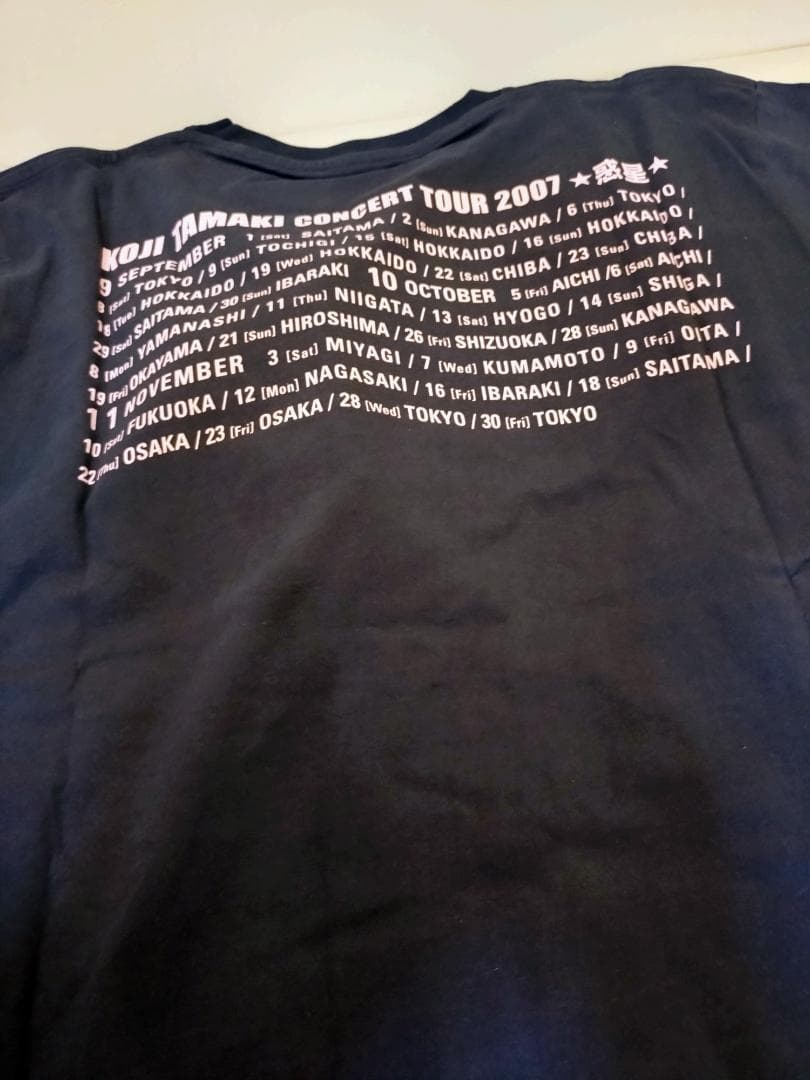 KOJI TAMAKI CONCERT TOUR 2007 ★惑星★
9 SEPTEMBER 1 [Sat] SAITAMA / 2 [Sun] KANAGAWA / 6 [Thu] TOKYO /
8 [Sat] TOKYO / 9 [Sun] TOCHIGI / 15 [Sat] HOKKAIDO / 16 [Sun] HOKKAIDO /
18 [Tue] HOKKAIDO / 19 [Wed] HOKKAIDO / 22 [Sat] CHIBA / 23 [Sun] CHIBA /
29 [Sat] SAITAMA / 30 [Sun] IBARAKI 10 OCTOBER 5 [Fri] AICHI / 6 [Sat] AICHI /
8 [Mon] YAMANASHI / 11 [Thu] NIIGATA / 13 [Sat] HYOGO / 14 [Sun] SHIGA /
19 [Fri] OKAYAMA / 21 [Sun] HIROSHIMA / 26 [Fri] SHIZUOKA / 28 [Sun] KANAGAWA
11 NOVEMBER 3 [Sat] MIYAGI / 7 [Wed] KUMAMOTO / 9 [Fri] OITA /
10 [Sat] FUKUOKA / 12 [Mon] NAGASAKI / 16 [Fri] IBARAKI / 18 [Sun] SAITAMA /
22 [Thu] OSAKA / 23 [Fri] OSAKA / 28 [Wed] TOKYO / 30 [Fri] TOKYO